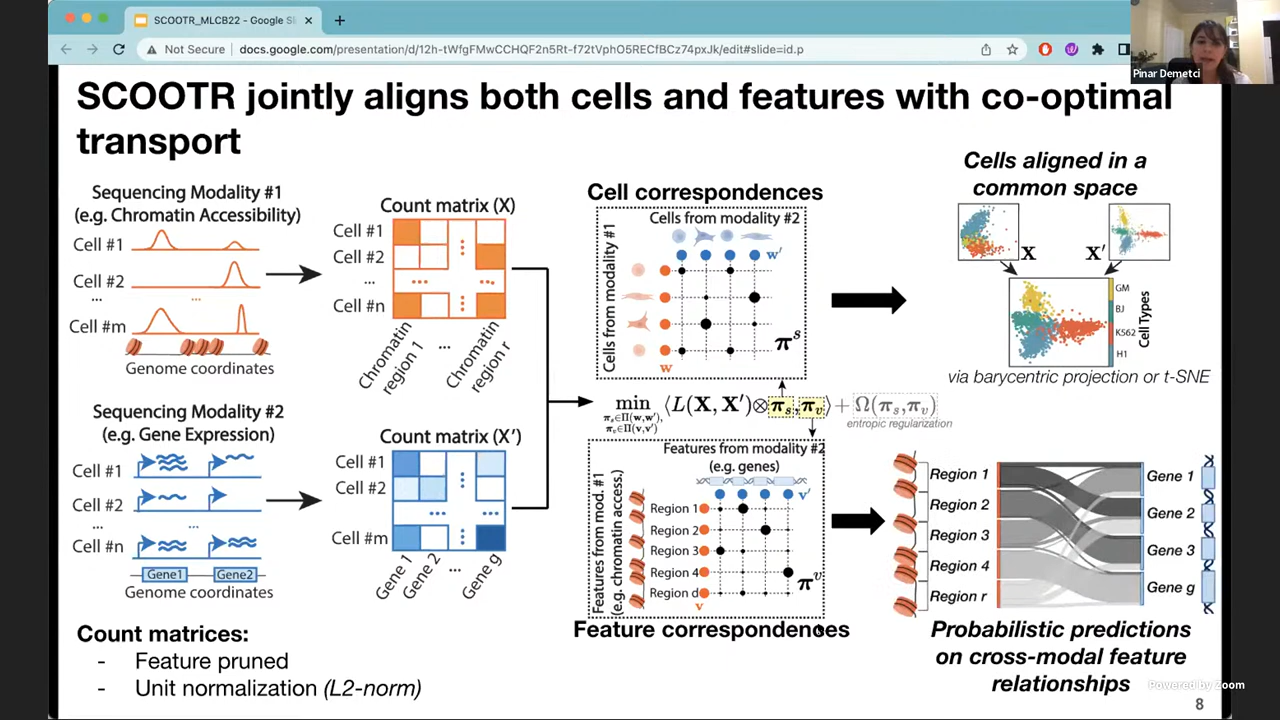 SCOOTR_MLCB22 - Google Sl
Not Secure
docs.google.com/presentation/d/12h-tWfgFMwCCHQF2n5Rt-f72tVphO5RECfBCz74pxJk/edit#slide=id.p
Pinar Demetci
SCOOTR jointly aligns both cells and features with co-optimal
transport
Sequencing Modality #1
(e.g. Chromatin Accessibility)
Cell #1
Cell #2
...
Cell #m
Genome coordinates
Count matrix (X)
Cell #1
Cell #2
...
Cell #n
Chromatin
region 1
...
Chromatin
region r
Sequencing Modality #2
(e.g. Gene Expression)
Cell #1
Cell #2
...
Cell #n
Gene1
Gene2
Genome coordinates
Count matrix (X')
Cell #1
Cell #2
...
Cell #m
Gene 1
Gene 2
...
Gene g
Count matrices:
- Feature pruned
- Unit normalization (L2-norm)
Cell correspondences
Cells from modality #2
Cells from modality #1
w'
w
π^s
min ⟨L(X, X')⊗π_s, π_v⟩ + Ω(π_s,π_v)
π_s∈Π(w,w'),
π_v∈Π(v,v')
entropic regularization
Features from modality #2
(e.g. genes)
Features from mod. #1
(e.g. chromatin access.)
v'
Region 1
Region 2
Region 3
Region 4
Region d
v
π^v
Feature correspondences
Cells aligned in a
common space
X
X'
GM
BJ
K562
H1
Cell Types
via barycentric projection or t-SNE
Region 1
Region 2
Region 3
Region 4
Region r
Gene 1
Gene 2
Gene 3
Gene g
Probabilistic predictions
on cross-modal feature
relationships
Powered by Zoom
8